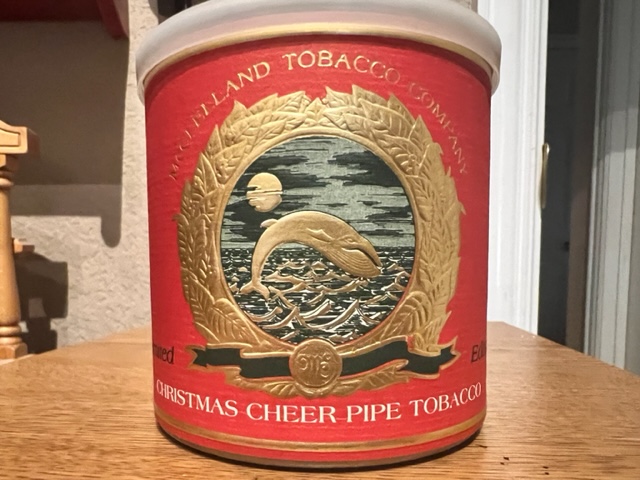 McCLELLAND TOBACCO COMPANY
CHRISTMAS CHEER PIPE TOBACCO